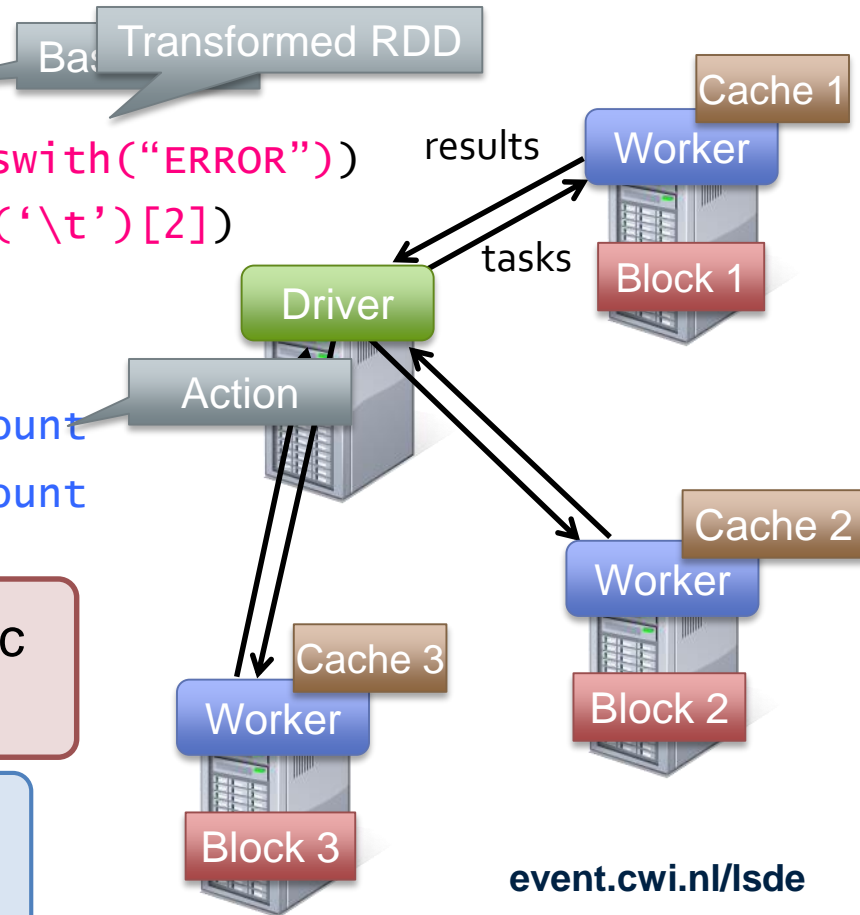 Bas
Transformed RDD
Cache 1
swith(“ERROR”))
results
Worker
(‘\t’)[2])
tasks
Block 1
Driver
Action
ount
ount
Cache 2
Worker
c
Cache 3
Block 2
Worker
Block 3
event.cwi.nl/lsde